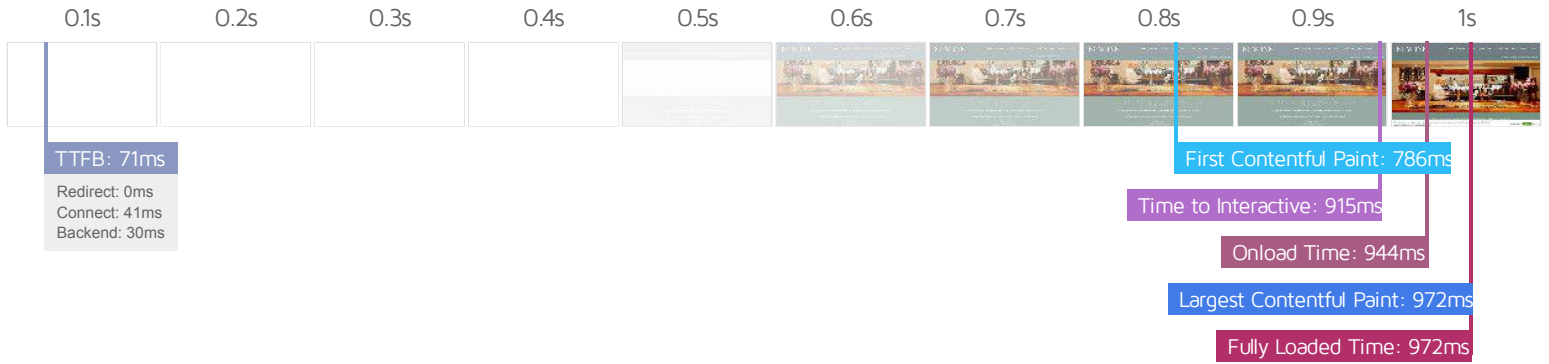 0.1s
0.2s
0.3s
0.4s
0.5s
0.6s
0.7s
0.8s
0.9s
1s
TTFB: 71ms
Redirect: 0ms
Connect: 41ms
Backend: 30ms
First Contentful Paint: 786ms
Time to Interactive: 915ms
Onload Time: 944ms
Largest Contentful Paint: 972ms
Fully Loaded Time: 972ms